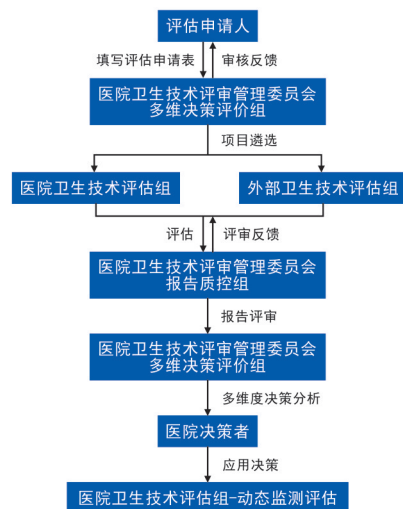 评估申请人
填写评估申请表 审核反馈
医院卫生技术评审管理委员会
多维决策评价组
项目遴选
医院卫生技术评估组 外部卫生技术评估组
评估 评审反馈
医院卫生技术评审管理委员会
报告质控组
报告评审
医院卫生技术评审管理委员会
多维决策评价组
多维度决策分析
医院决策者
应用决策
医院卫生技术评估组-动态监测评估